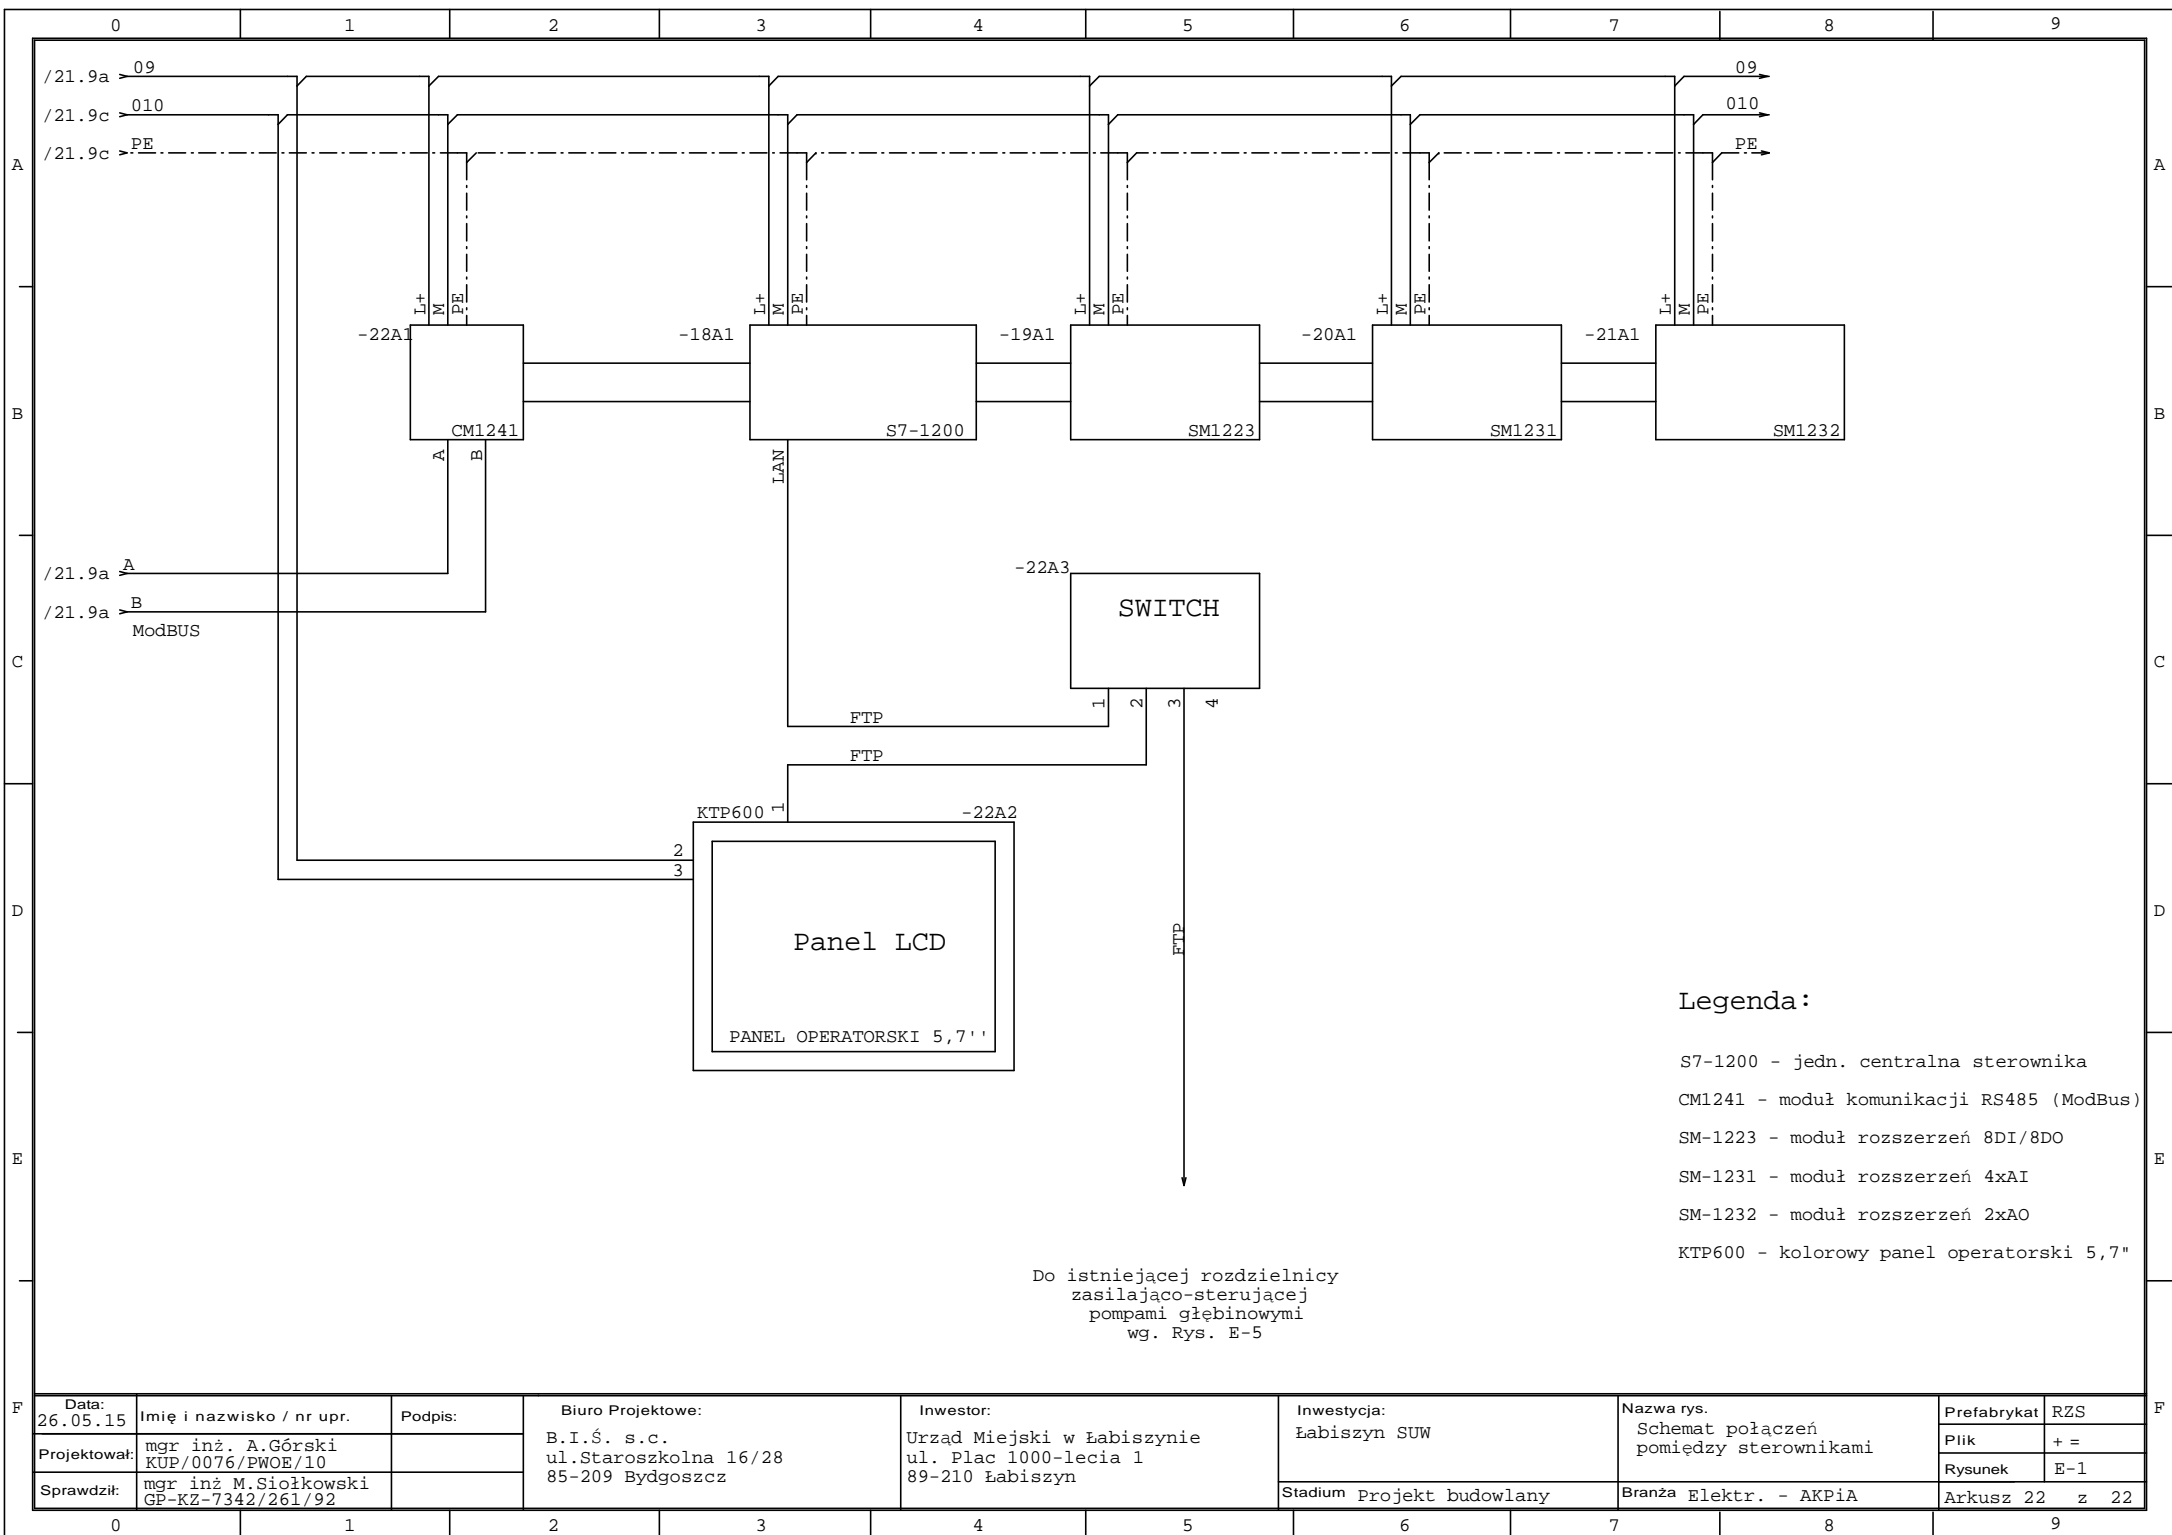 0 1 2 3 4 5 6 7 8 9
/21.9a 09 09
/21.9c 010 010
/21.9c PE PE
A A
L+ M PE L+ M PE L+ M PE L+ M PE L+ M PE
-22A1 -18A1 -19A1 -20A1 -21A1
B B
CM1241 S7-1200 SM1223 SM1231 SM1232
A B LAN
/21.9a A
-22A3
SWITCH
/21.9a B
ModBUS
C C
1 2 3 4
FTP
FTP
KTP600 1 -22A2
2
3
D D
Panel LCD
FTP
PANEL OPERATORSKI 5,7''
Legenda:
S7-1200 - jedn. centralna sterownika
CM1241 - moduł komunikacji RS485 (ModBus)
SM-1223 - moduł rozszerzeń 8DI/8DO
E E
SM-1231 - moduł rozszerzeń 4xAI
SM-1232 - moduł rozszerzeń 2xAO
KTP600 - kolorowy panel operatorski 5,7"
Do istniejącej rozdzielnicy
zasilająco-sterującej
pompami głębinowymi
wg. Rys. E-5
F F
Data:
26.05.15
Imię i nazwisko / nr upr.
Podpis:
Projektował:
mgr inż. A.Górski
KUP/0076/PWOE/10
Sprawdził:
mgr inż M.Siołkowski
GP-KZ-7342/261/92
Biuro Projektowe:
B.I.Ś. s.c.
ul.Staroszkolna 16/28
85-209 Bydgoszcz
Inwestor:
Urząd Miejski w Łabiszynie
ul. Plac 1000-lecia 1
89-210 Łabiszyn
Inwestycja:
Łabiszyn SUW
Stadium Projekt budowlany
Nazwa rys.
Schemat połączeń
pomiędzy sterownikami
Branża Elektr. - AKPiA
Prefabrykat RZS
Plik + =
Rysunek E-1
Arkusz 22 z 22
0 1 2 3 4 5 6 7 8 9